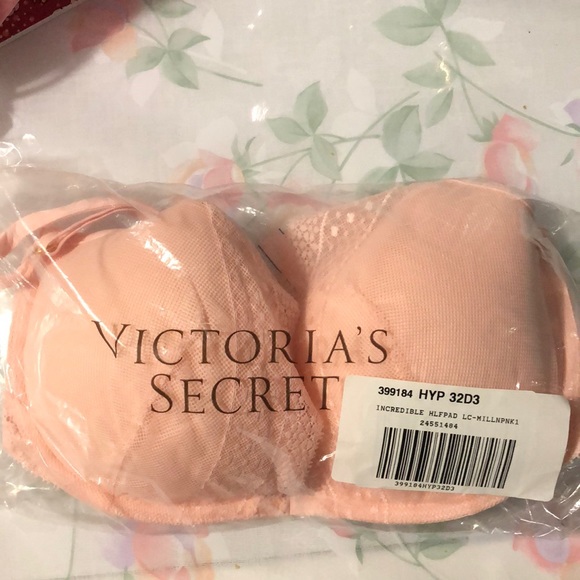 VICTORIA'S
SECRET
399184 HYP 32D3
INCREDIBLE HLFPAD LC-MILLNPNK1
24551484
399184HYP32D3